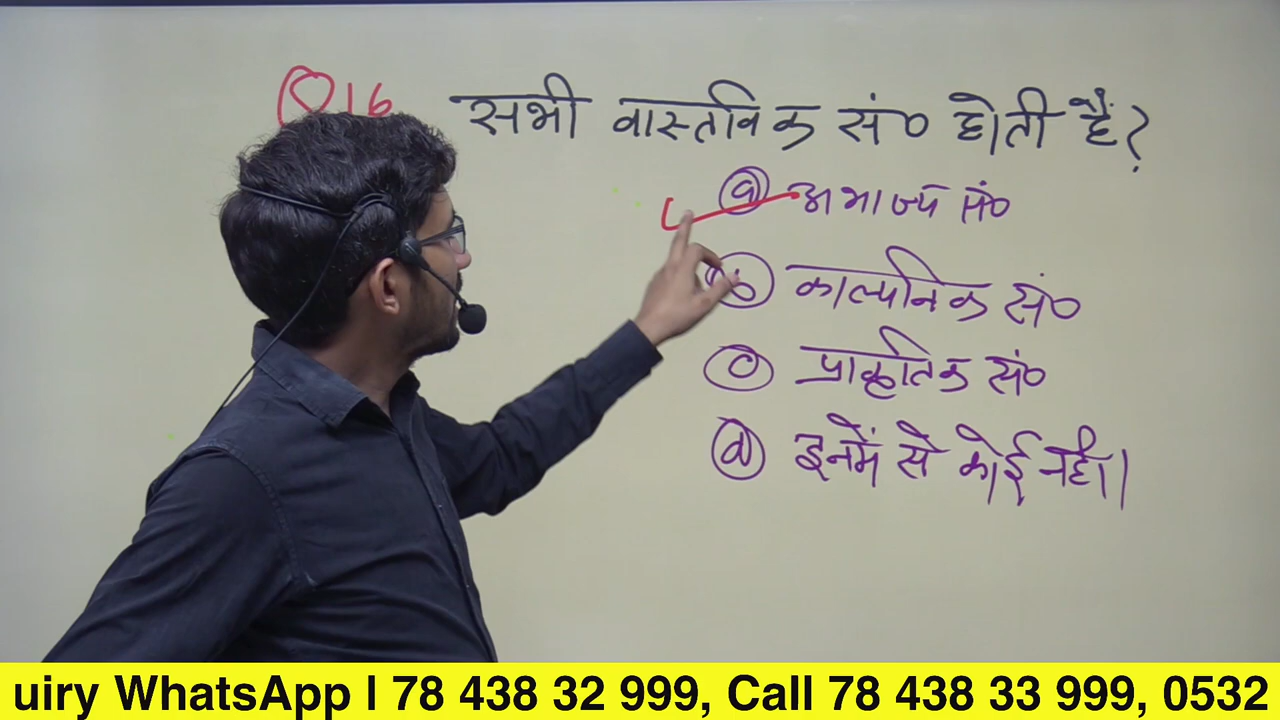 Q16 सभी वास्तविक सं० होती हैं?
a अभाज्य सं०
b काल्पनिक सं०
c प्राकृतिक सं०
d इनमें से कोई नहीं।
uiry WhatsApp | 78 438 32 999, Call 78 438 33 999, 0532